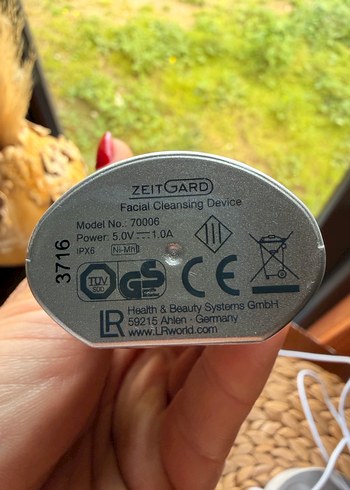 ZEITGARD
Facial Cleansing Device
Model No.: 70006
Power: 5.0V⎓1.0A
IPX6 Ni-MH
3716
TÜV
SÜD
GS
CE
LR
Health & Beauty Systems GmbH
59215 Ahlen · Germany
www.LRworld.com